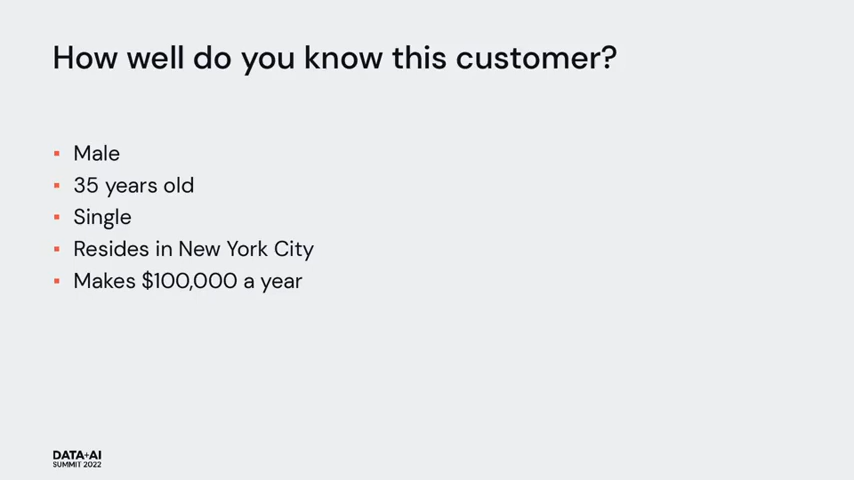 How well do you know this customer?
Male
35 years old
Single
Resides in New York City
Makes $100,000 a year
DATA+AI
SUMMIT 2022